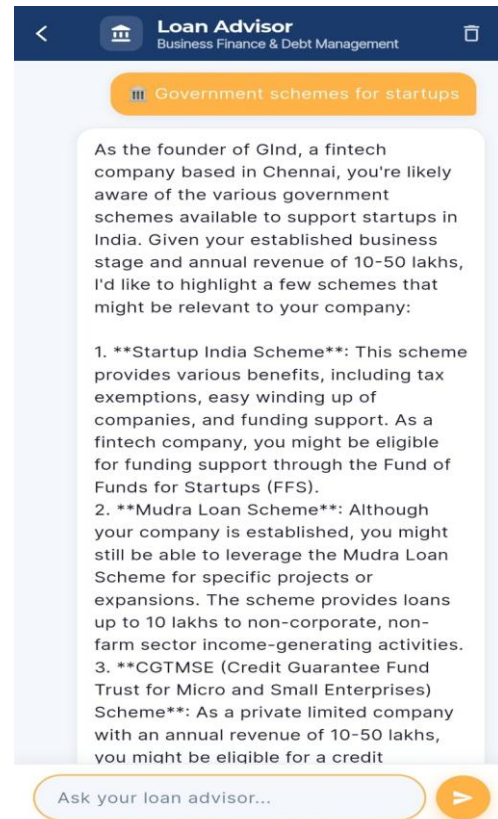 Loan Advisor
Business Finance & Debt Management
Government schemes for startups
As the founder of GInd, a fintech
company based in Chennai, you're likely
aware of the various government
schemes available to support startups in
India. Given your established business
stage and annual revenue of 10-50 lakhs,
I'd like to highlight a few schemes that
might be relevant to your company:
1. **Startup India Scheme**: This scheme
provides various benefits, including tax
exemptions, easy winding up of
companies, and funding support. As a
fintech company, you might be eligible
for funding support through the Fund of
Funds for Startups (FFS).
2. **Mudra Loan Scheme**: Although
your company is established, you might
still be able to leverage the Mudra Loan
Scheme for specific projects or
expansions. The scheme provides loans
up to 10 lakhs to non-corporate, non-
farm sector income-generating activities.
3. **CGTMSE (Credit Guarantee Fund
Trust for Micro and Small Enterprises)
Scheme**: As a private limited company
with an annual revenue of 10-50 lakhs,
you might be eligible for a credit
Ask your loan advisor...